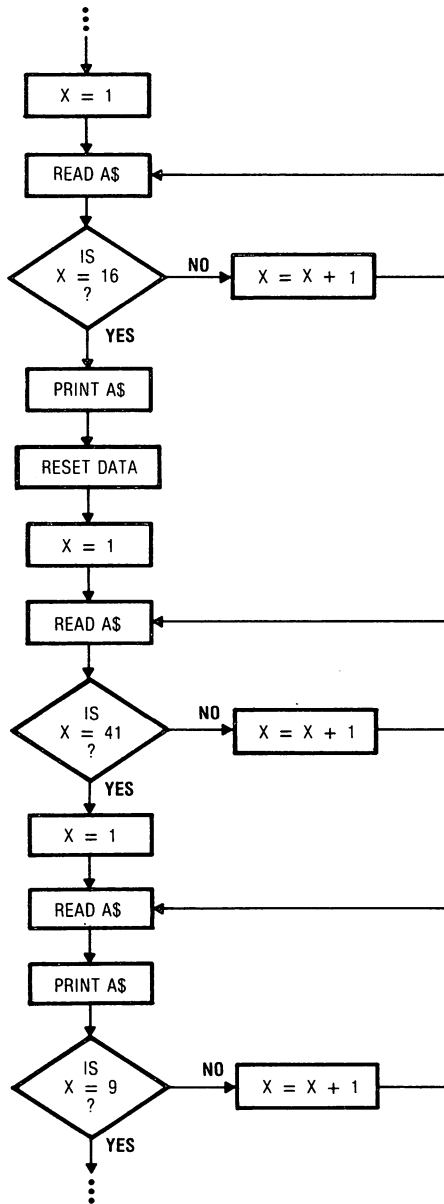 X = 1
READ A$
IS
X = 16
?
NO
X = X + 1
YES
PRINT A$
RESET DATA
X = 1
READ A$
IS
X = 41
?
NO
X = X + 1
YES
X = 1
READ A$
PRINT A$
IS
X = 9
?
NO
X = X + 1
YES